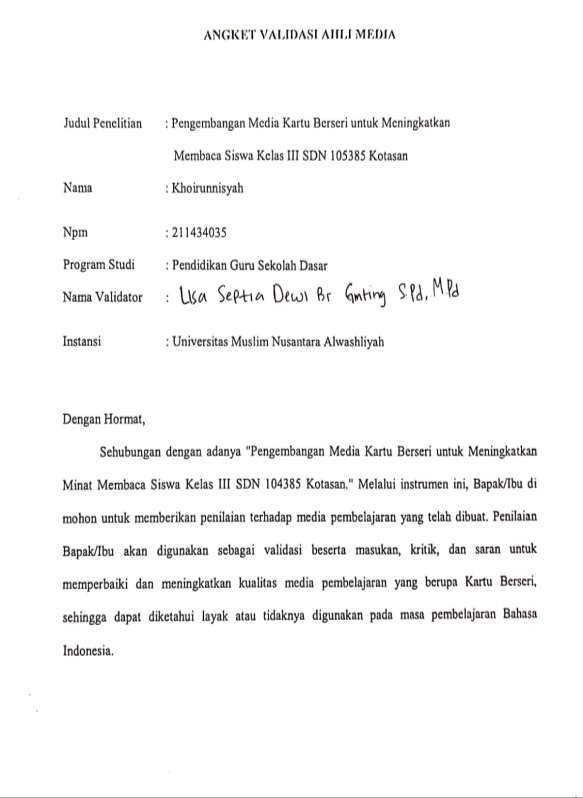 ANGKET VALIDASI AHLI MEDIA
Judul Penelitian : Pengembangan Media Kartu Berseri untuk Meningkatkan
Membaca Siswa Kelas III SDN 105385 Kotasan
Nama : Khoirunnisyah
Npm : 211434035
Program Studi : Pendidikan Guru Sekolah Dasar
Nama Validator : Lisa Septia Dewi Br Ginting S.Pd, M.Pd
Instansi : Universitas Muslim Nusantara Alwashliyah
Dengan Hormat,
Sehubungan dengan adanya "Pengembangan Media Kartu Berseri untuk Meningkatkan
Minat Membaca Siswa Kelas III SDN 104385 Kotasan." Melalui instrumen ini, Bapak/Ibu di
mohon untuk memberikan penilaian terhadap media pembelajaran yang telah dibuat. Penilaian
Bapak/Ibu akan digunakan sebagai validasi beserta masukan, kritik, dan saran untuk
memperbaiki dan meningkatkan kualitas media pembelajaran yang berupa Kartu Berseri,
sehingga dapat diketahui layak atau tidaknya digunakan pada masa pembelajaran Bahasa
Indonesia.